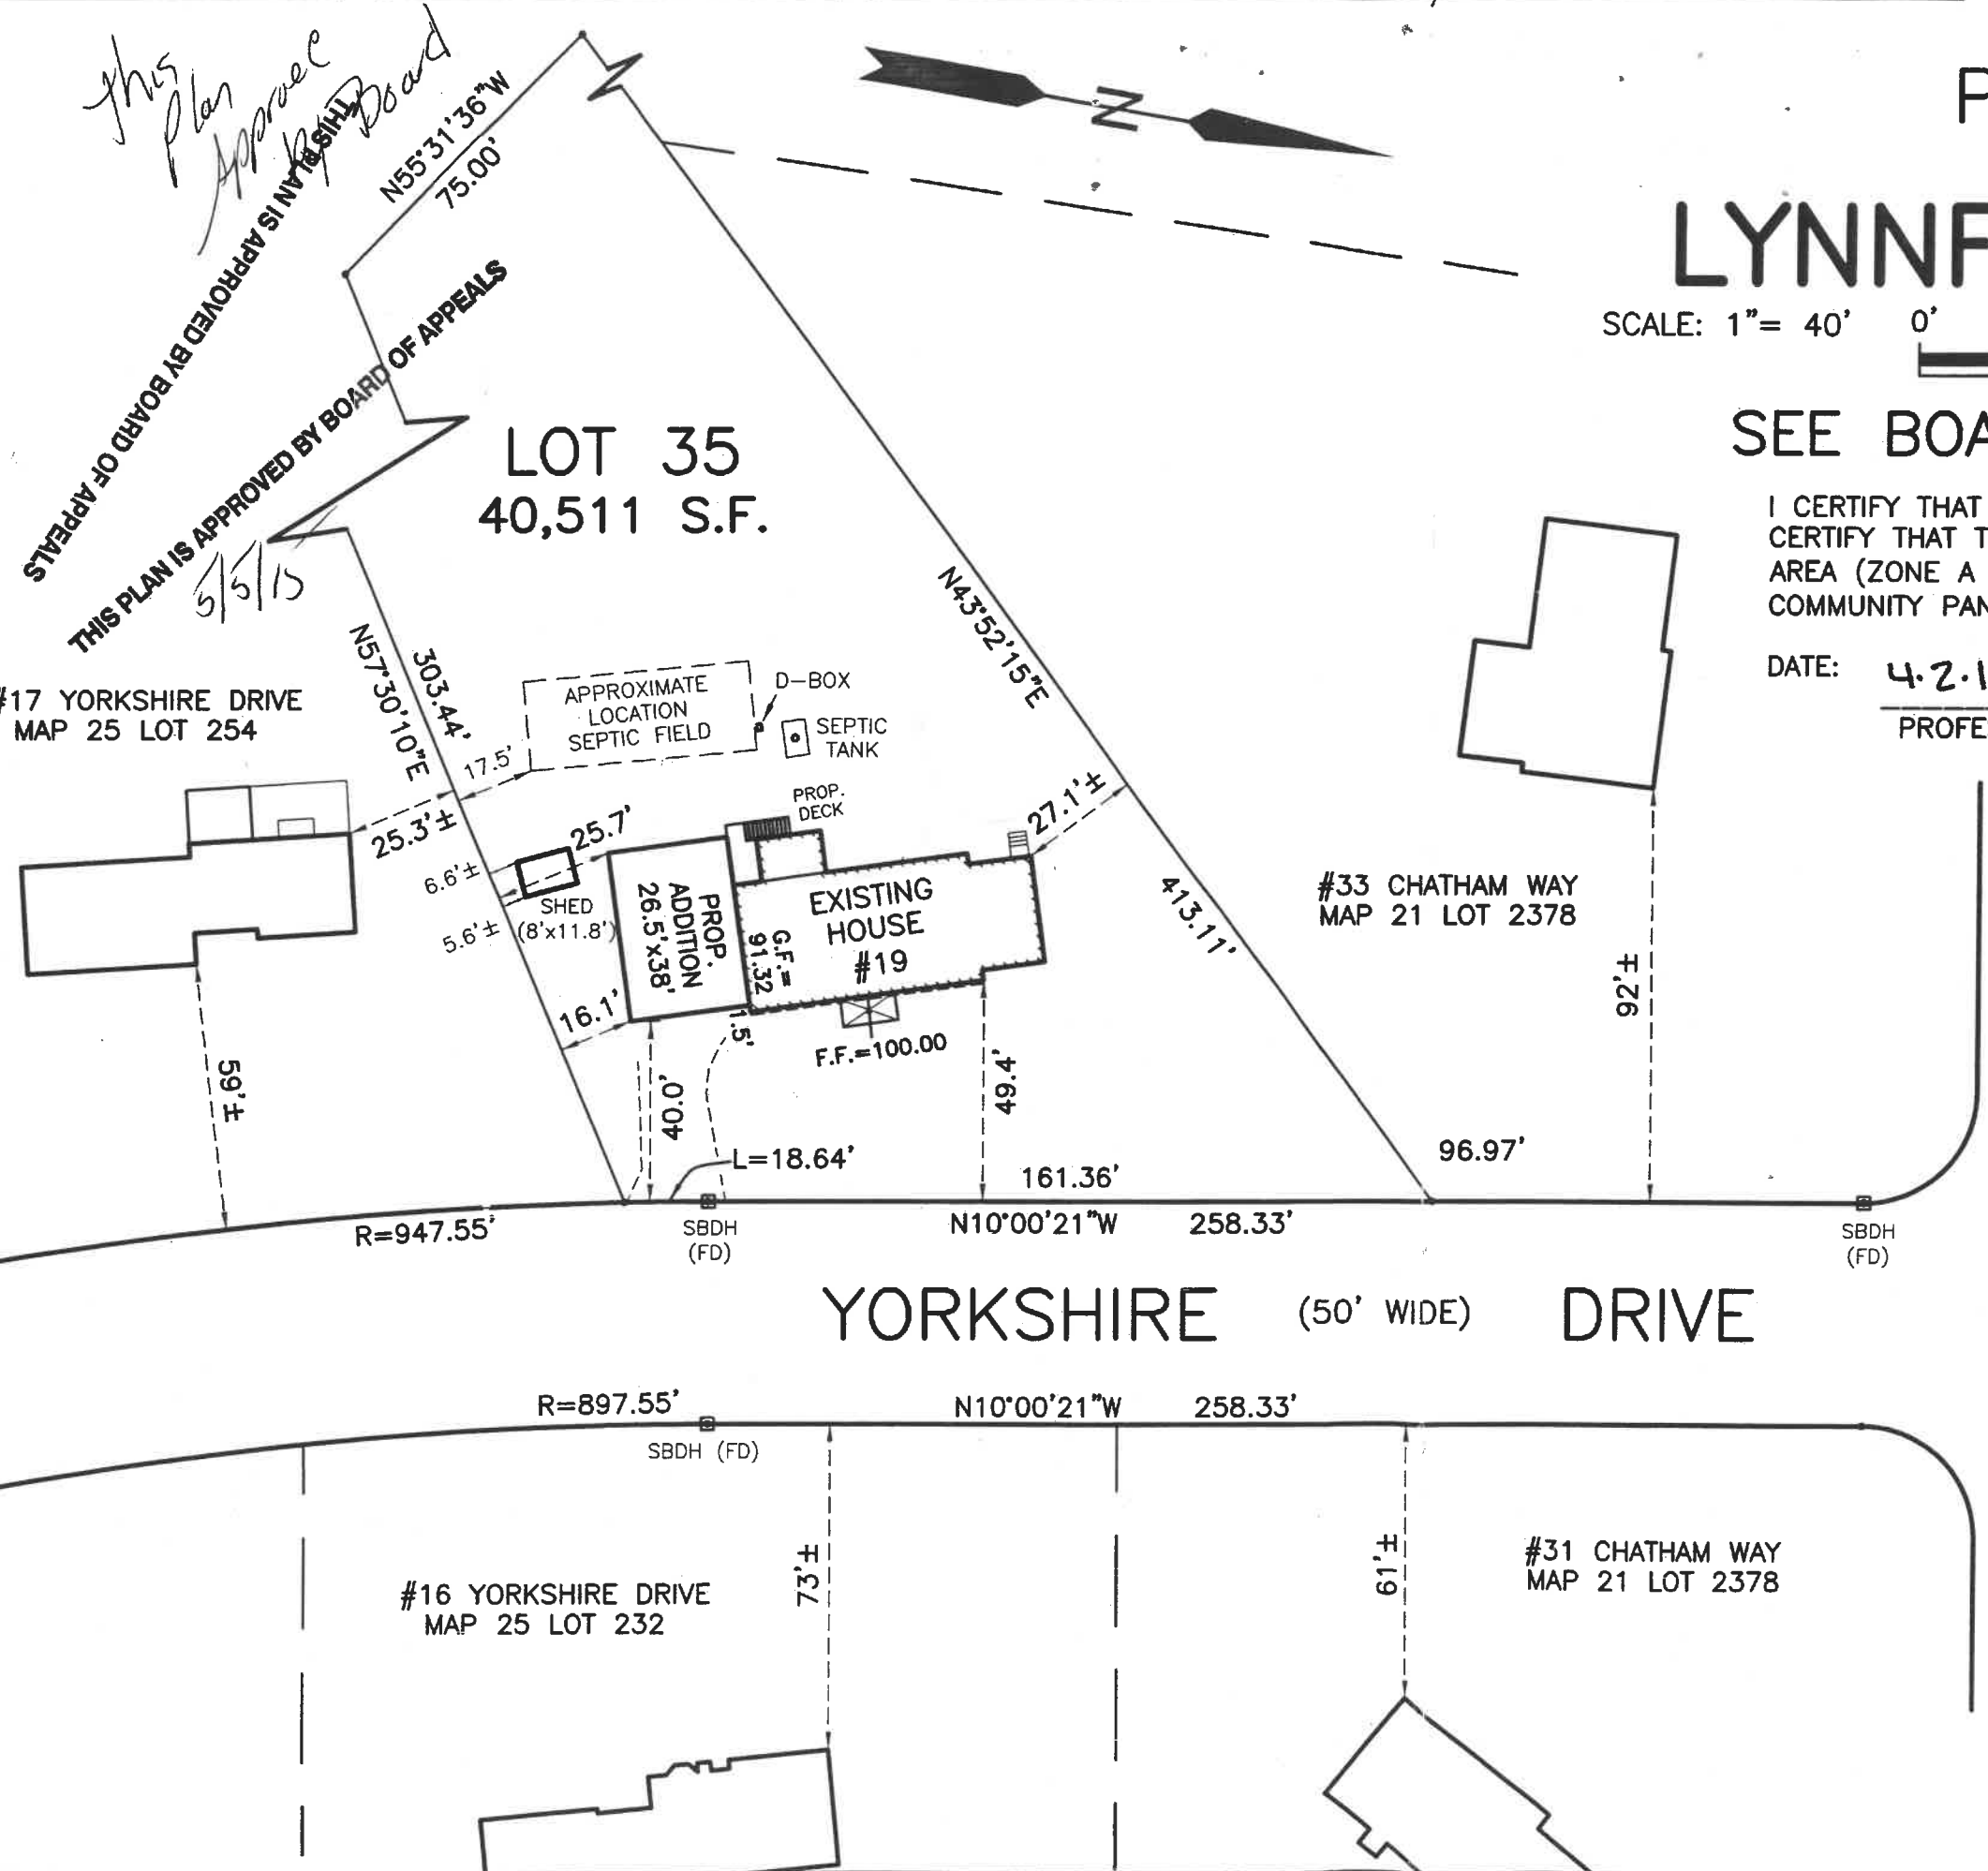 This
Plan
By Board
THIS PLAN IS APPROVED BY BOARD OF APPEALS
THIS PLAN IS APPROVED BY BOARD OF APPEALS
5/5/15
N55°31'36"W
75.00'
N
P
LYNNF
SCALE: 1"= 40' 0'
SEE BOA
I CERTIFY THAT
CERTIFY THAT T
AREA (ZONE A
COMMUNITY PAN
DATE: 4.2.1
PROFE
LOT 35
40,511 S.F.
N43°52'15"E
413.11'
N57°30'10"E
303.44'
#17 YORKSHIRE DRIVE
MAP 25 LOT 254
APPROXIMATE
LOCATION
SEPTIC FIELD
D-BOX
SEPTIC
TANK
17.5'
25.3'±
6.6'±
5.6'±
25.7'
SHED
(8'x11.8')
PROP.
DECK
27.1'±
PROP.
ADDITION
26.5'x38'
G.F.=
91.32
EXISTING
HOUSE
#19
16.1'
1.5'
F.F.=100.00
#33 CHATHAM WAY
MAP 21 LOT 2378
92'±
59'±
40.0'
49.4'
L=18.64'
161.36'
96.97'
R=947.55'
SBDH
(FD)
N10°00'21"W 258.33'
SBDH
(FD)
YORKSHIRE (50' WIDE) DRIVE
R=897.55'
N10°00'21"W 258.33'
SBDH (FD)
73'±
61'±
#16 YORKSHIRE DRIVE
MAP 25 LOT 232
#31 CHATHAM WAY
MAP 21 LOT 2378